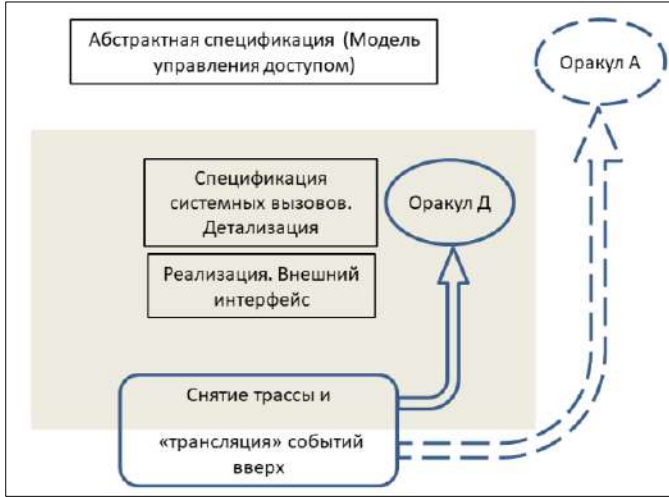 Абстрактная спецификация (Модель
управления доступом)
Оракул А
Спецификация
системных вызовов.
Детализация
Оракул Д
Реализация. Внешний
интерфейс
Снятие трассы и
«трансляция» событий
вверх